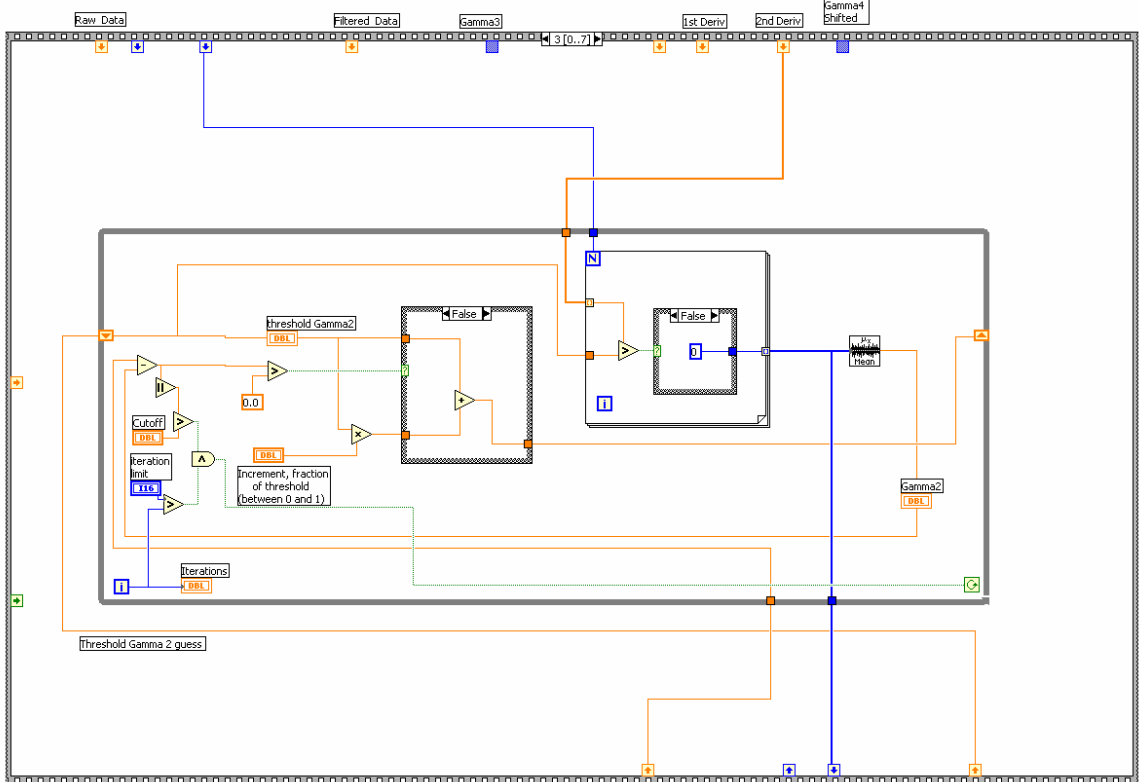 Raw Data
Filtered Data
Gamma3
1st Deriv
2nd Deriv
Gamma4
Shifted
3 [0..7]
N
False
threshold Gamma2
DBL
False
?
0
>
μx
Mean
-
>
?
0.0
||
+
i
Cutoff
DBL
>
x
DBL
iteration
limit
I16
Increment, fraction
of threshold
(between 0 and 1)
>
Gamma2
DBL
Iterations
i
DBL
Threshold Gamma 2 guess